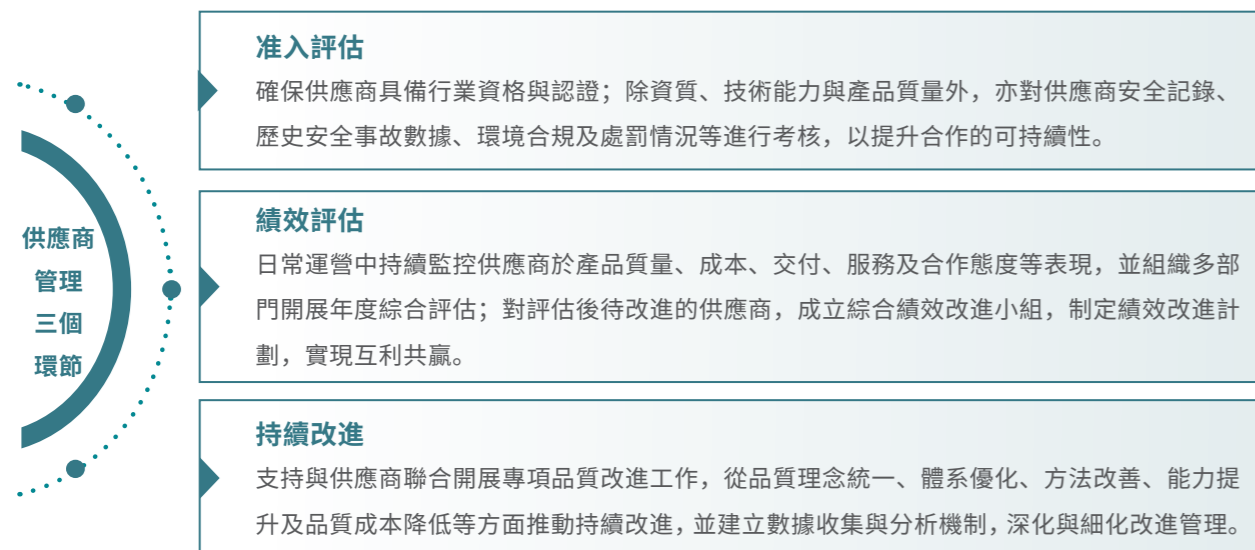 供應商
管理
三個
環節
准入評估
確保供應商具備行業資格與認證；除資質、技術能力與產品質量外，亦對供應商安全記錄、
歷史安全事故數據、環境合規及處罰情況等進行考核，以提升合作的可持續性。
績效評估
日常運營中持續監控供應商於產品質量、成本、交付、服務及合作態度等表現，並組織多部
門開展年度綜合評估；對評估後待改進的供應商，成立綜合績效改進小組，制定績效改進計
劃，實現互利共贏。
持續改進
支持與供應商聯合開展專項品質改進工作，從品質理念統一、體系優化、方法改善、能力提
升及品質成本降低等方面推動持續改進，並建立數據收集與分析機制，深化與細化改進管理。